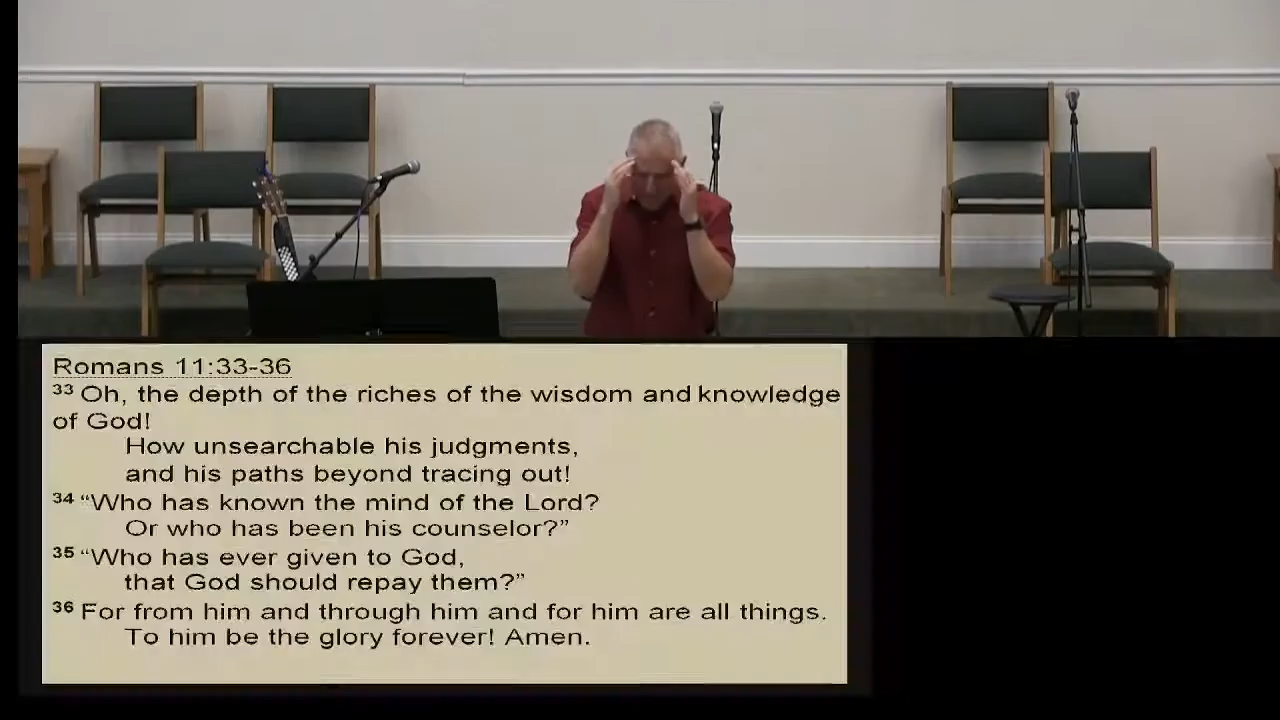 Romans 11:33-36
33 Oh, the depth of the riches of the wisdom and knowledge
of God!
How unsearchable his judgments,
and his paths beyond tracing out!
34 “Who has known the mind of the Lord?
Or who has been his counselor?”
35 “Who has ever given to God,
that God should repay them?”
36 For from him and through him and for him are all things.
To him be the glory forever! Amen.